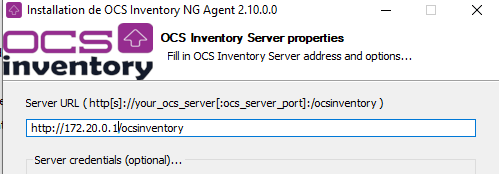 Installation de OCS Inventory NG Agent 2.10.0.0
OCS
inventory
OCS Inventory Server properties
Fill in OCS Inventory Server address and options...
Server URL ( http[s]://your_ocs_server[:ocs_server_port]:/ocsinventory )
http://172.20.0.1/ocsinventory
Server credentials (optional)...